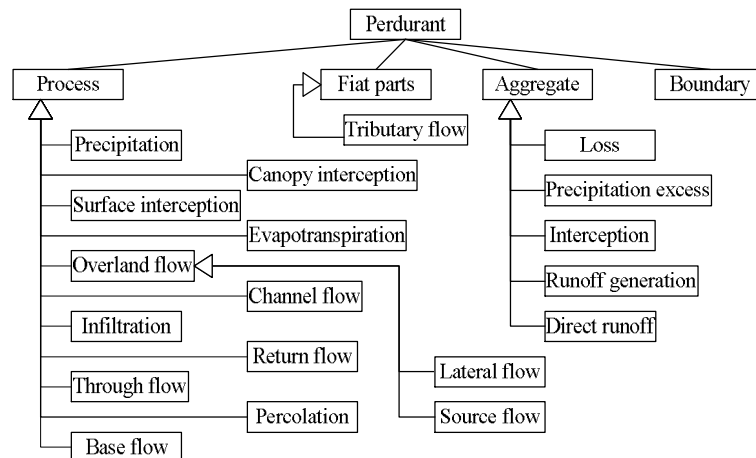 Perdurant
Process
Fiat parts
Aggregate
Boundary
Precipitation
Canopy interception
Surface interception
Evapotranspiration
Overland flow
Channel flow
Infiltration
Return flow
Through flow
Percolation
Base flow
Tributary flow
Lateral flow
Source flow
Loss
Precipitation excess
Interception
Runoff generation
Direct runoff